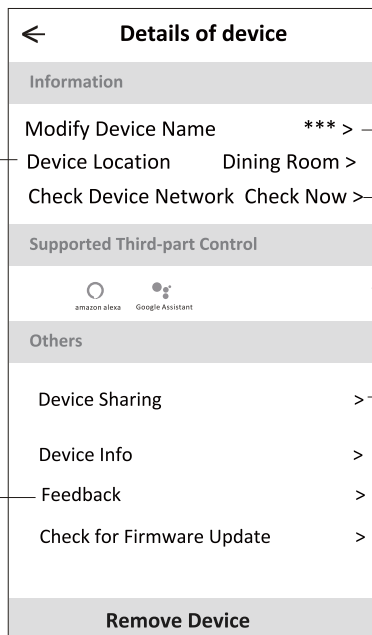 Details of device
Information
Modify Device Name *** >
Device Location Dining Room >
Check Device Network Check Now >
Supported Third-part Control
amazon alexa Google Assistant
Others
Device Sharing >
Device Info >
Feedback >
Check for Firmware Update >
Remove Device